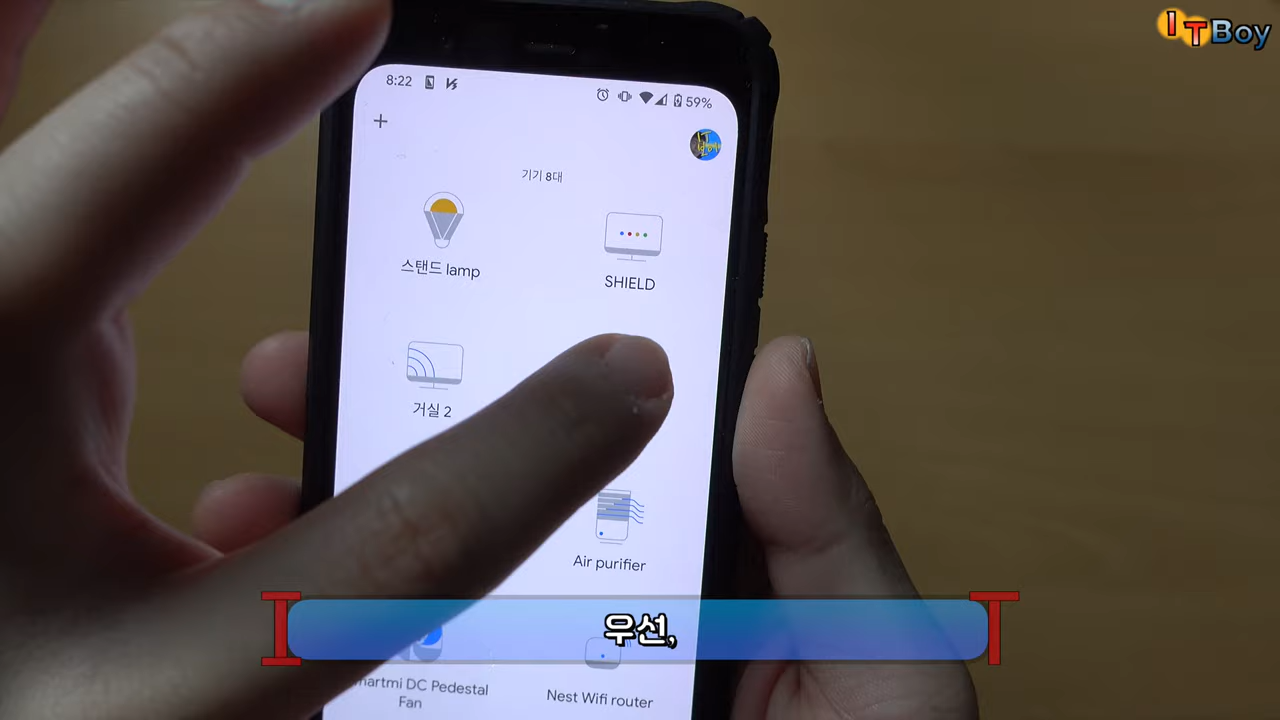 ITBoy
8:22
59%
기기 8대
스탠드 lamp
SHIELD
거실 2
Air purifier
우선,
martmi DC Pedestal
Fan
Nest Wifi router